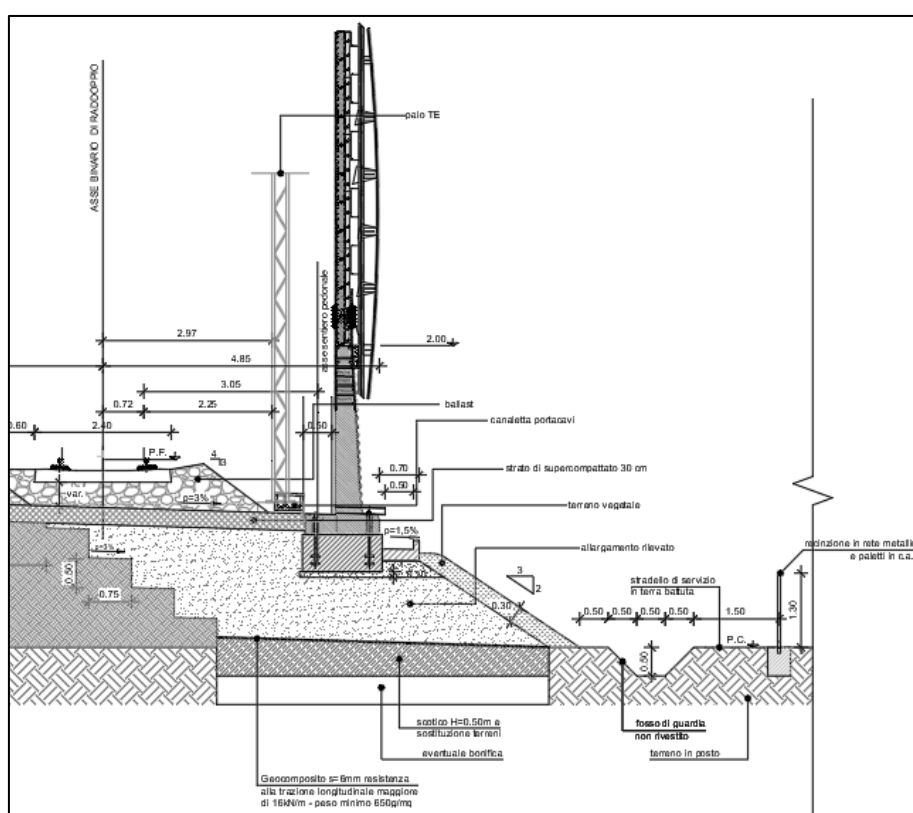 ASSE BINARIO DI RADDOPPIO
palo TE
asse sentiero pedonale
2.97
2.00
4.85
3.05
ballast
0.72
2.25
canaletta portacavi
0.60
2.40
0.50
P.F.
4
3
0.70
strato di supercompattato 30 cm
0.50
var.
p=3%
terreno vegetale
p=1,5%
recinzione in rete metallic
e paletti in c.a.
p=3%
allargamento rilevato
3
2
stradello di servizio
in terra battuta
0.50
0.75
0.30
0.50
0.50
0.50
0.50
1.50
1.30
P.C.
0.50
scotico H=0.50m e
sostituzione terreni
fosso di guardia
non rivestito
terreno in posto
eventuale bonifica
Geocomposito s=6mm resistenza
alla trazione longitudinale maggiore
di 16kN/m - peso minimo 650g/mq